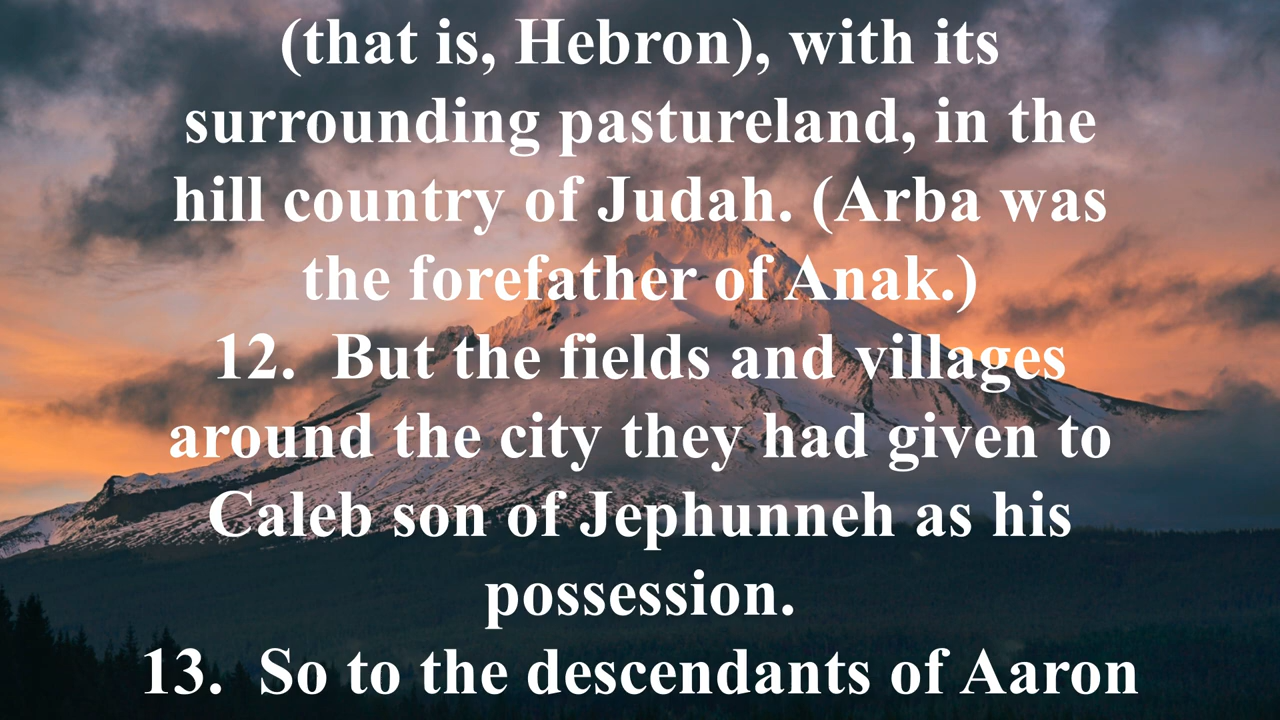 (that is, Hebron), with its
surrounding pastureland, in the
hill country of Judah. (Arba was
the forefather of Anak.)
12.  But the fields and villages
around the city they had given to
Caleb son of Jephunneh as his
possession.
13.  So to the descendants of Aaron